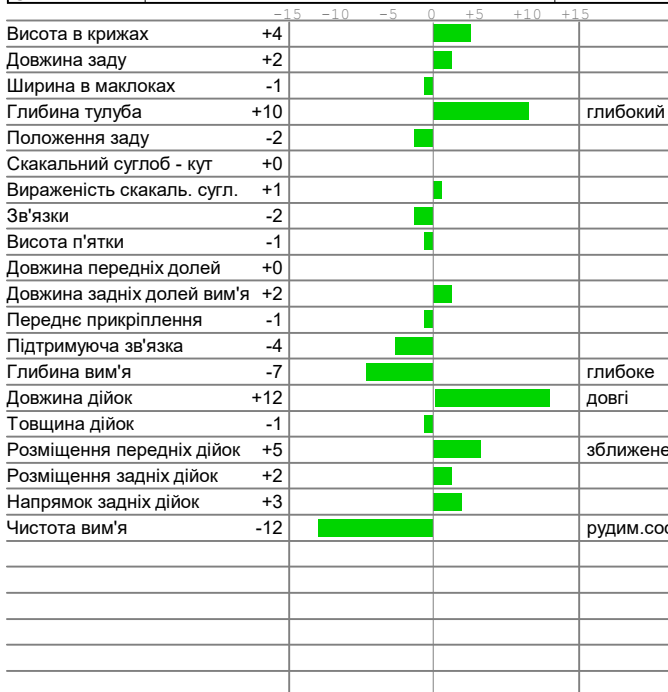 -15 -10 -5 0 +5 +10 +15
Висота в крижах +4
Довжина заду +2
Ширина в маклоках -1
Глибина тулуба +10 глибокий
Положення заду -2
Скакальний суглоб - кут +0
Вираженість скакаль. сугл. +1
Зв'язки -2
Висота п'ятки -1
Довжина передніх долей +0
Довжина задніх долей вим'я +2
Переднє прикріплення -1
Підтримуюча зв'язка -4
Глибина вим'я -7 глибоке
Довжина дійок +12 довгі
Товщина дійок -1
Розміщення передніх дійок +5 зближене
Розміщення задніх дійок +2
Напрямок задніх дійок +3
Чистота вим'я -12 рудим.сос